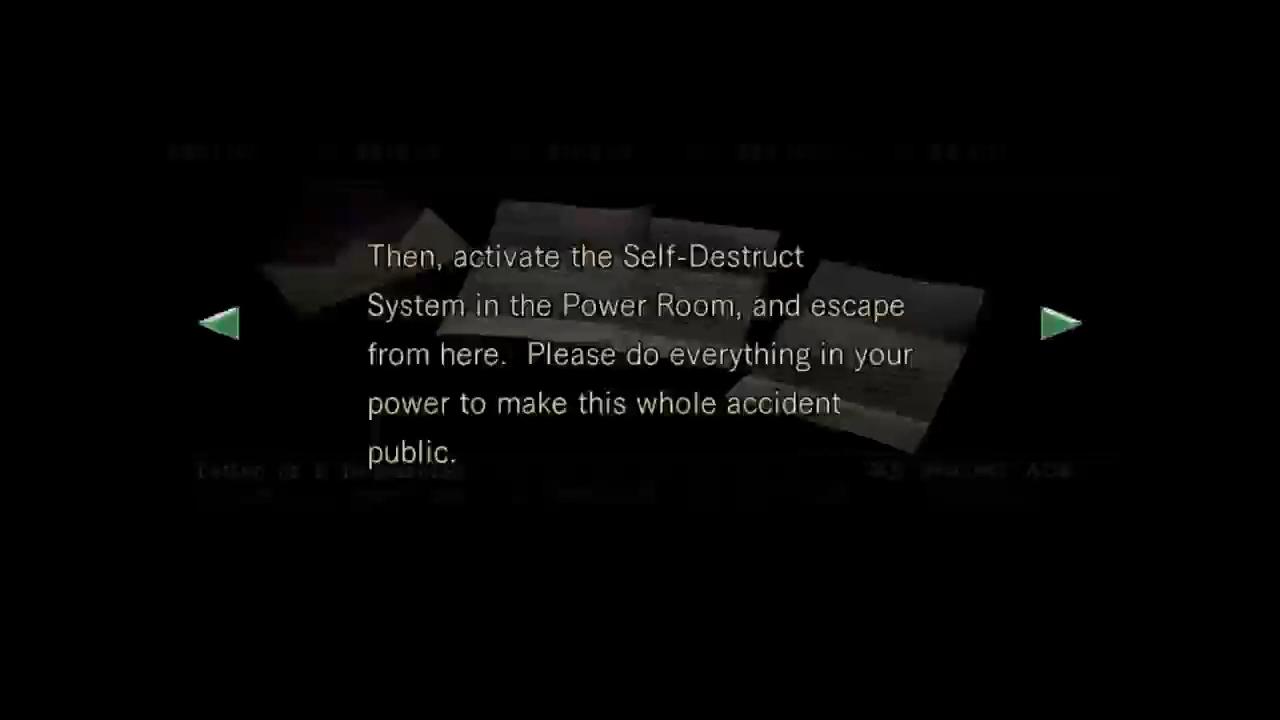 Then, activate the Self-Destruct
System in the Power Room, and escape
from here.  Please do everything in your
power to make this whole accident
public.